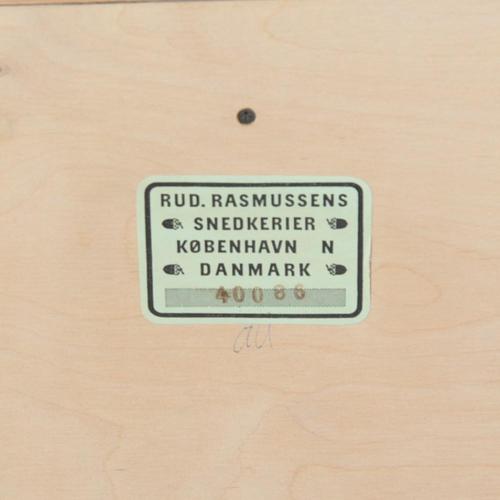 RUD. RASMUSSENS
SNEDKERIER
KØBENHAVN N
DANMARK
40086